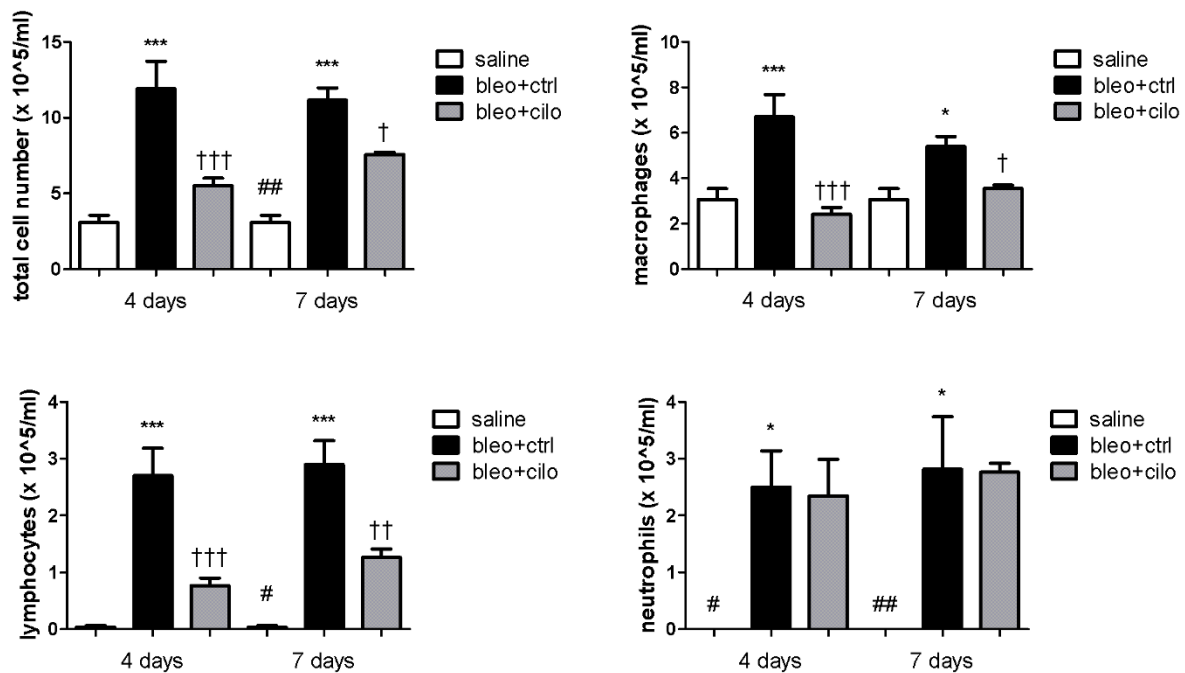 total cell number (x 10^5/ml)
15
10
5
0
***
†††
##
***
†
4 days
7 days
saline
bleo+ctrl
bleo+cilo
macrophages (x 10^5/ml)
10
8
6
4
2
0
***
†††
*
†
4 days
7 days
saline
bleo+ctrl
bleo+cilo
lymphocytes (x 10^5/ml)
4
3
2
1
0
***
†††
#
***
††
4 days
7 days
saline
bleo+ctrl
bleo+cilo
neutrophils (x 10^5/ml)
4
3
2
1
0
#
*
##
*
4 days
7 days
saline
bleo+ctrl
bleo+cilo